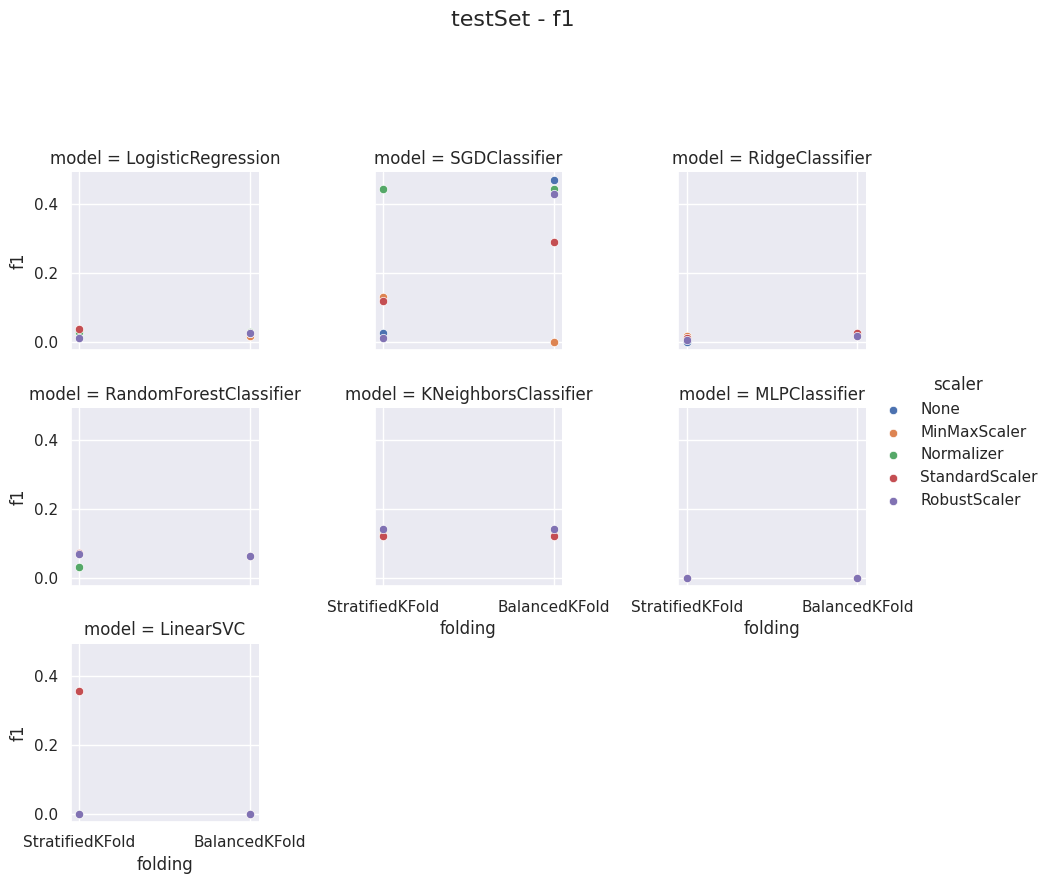 testSet - f1
model = LogisticRegression
model = SGDClassifier
model = RidgeClassifier
0.4
0.2
0.0
f1
model = RandomForestClassifier
model = KNeighborsClassifier
model = MLPClassifier
0.4
0.2
0.0
f1
StratifiedKFold
BalancedKFold
folding
StratifiedKFold
BalancedKFold
folding
scaler
None
MinMaxScaler
Normalizer
StandardScaler
RobustScaler
model = LinearSVC
0.4
0.2
0.0
f1
StratifiedKFold
BalancedKFold
folding